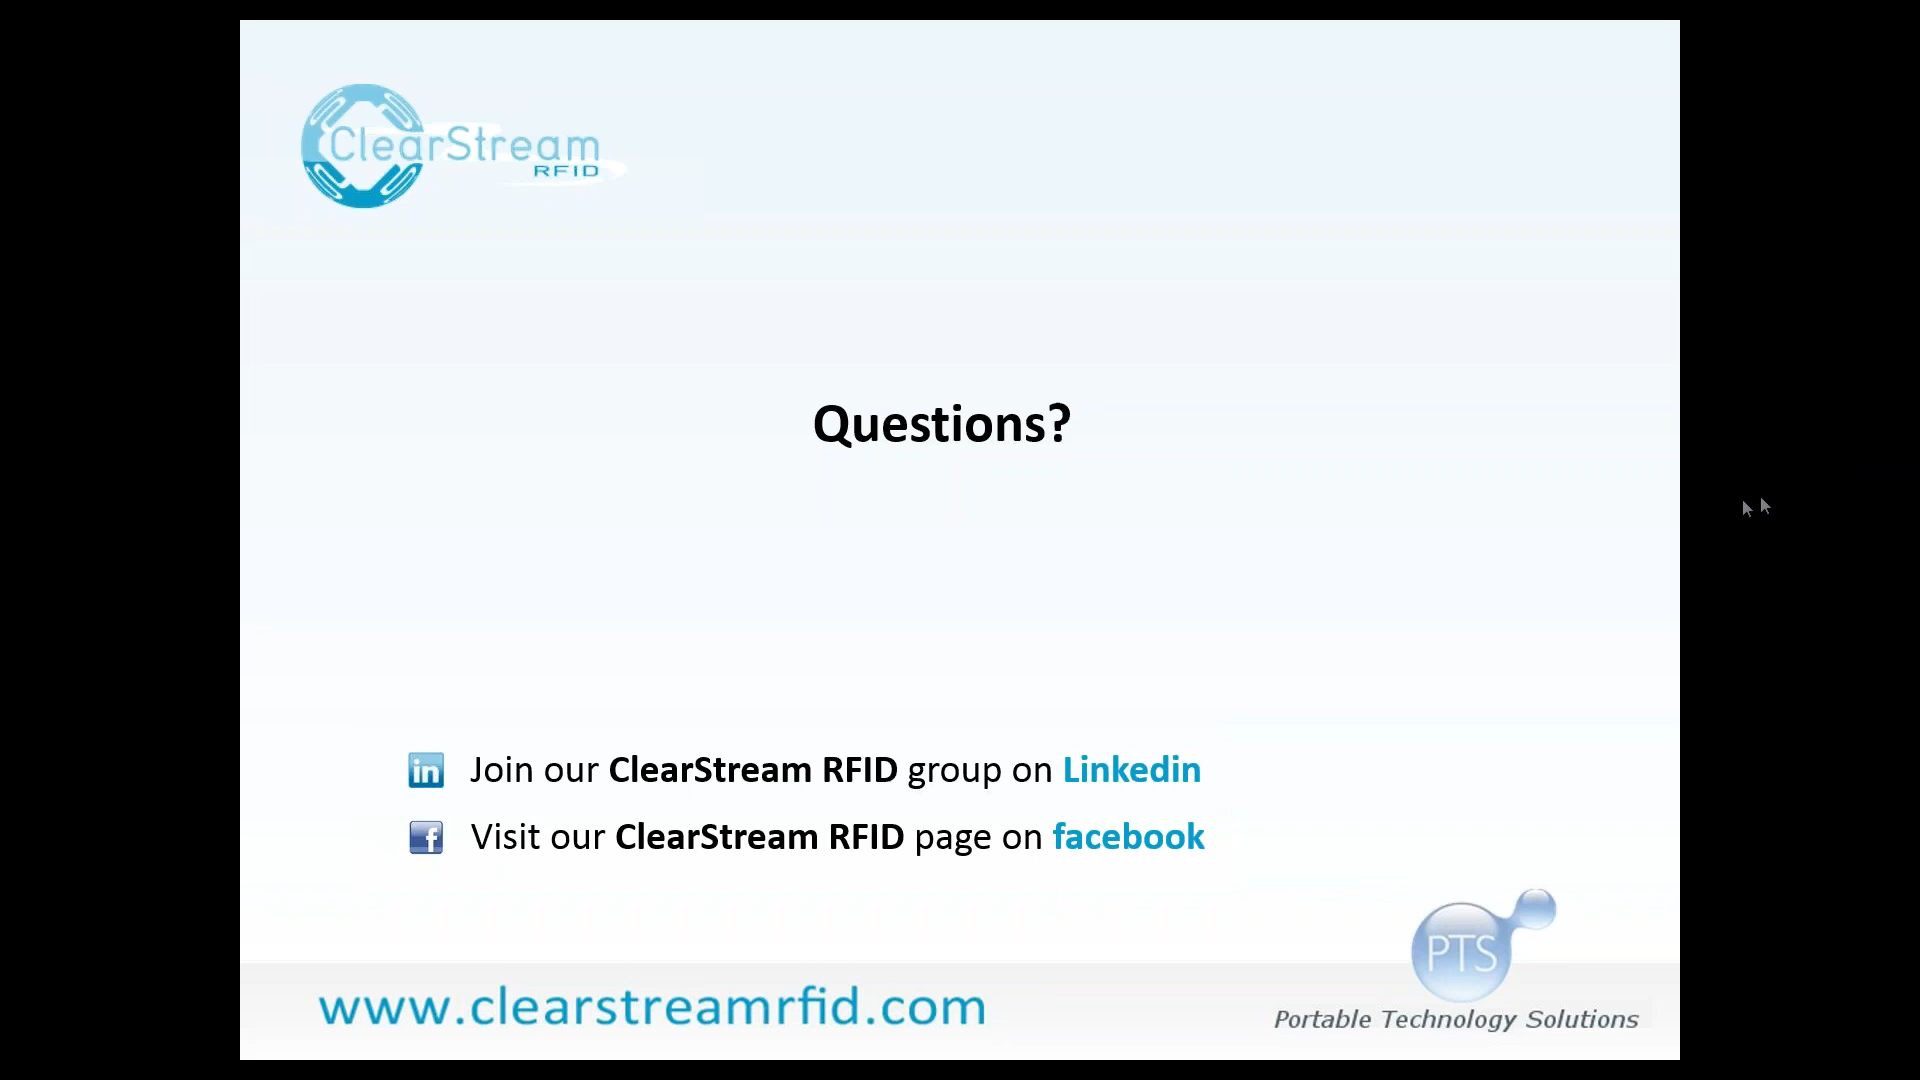 ClearStream
RFID
Questions?
in Join our ClearStream RFID group on Linkedin
f Visit our ClearStream RFID page on facebook
PTS
www.clearstreamrfid.com
Portable Technology Solutions